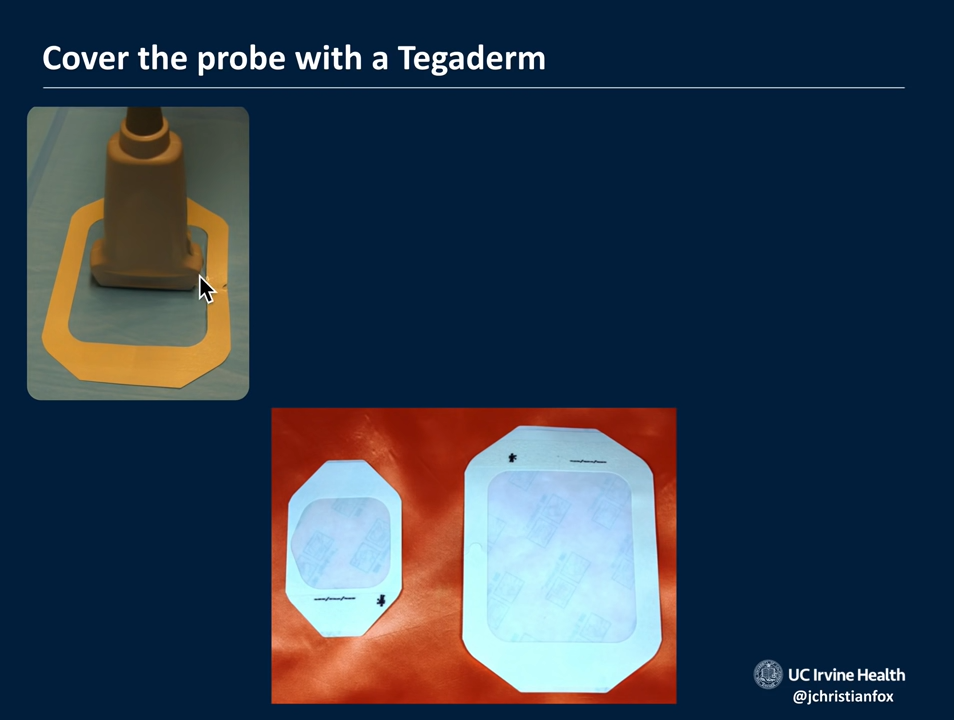 Cover the probe with a Tegaderm
UC Irvine Health
@jchristianfox